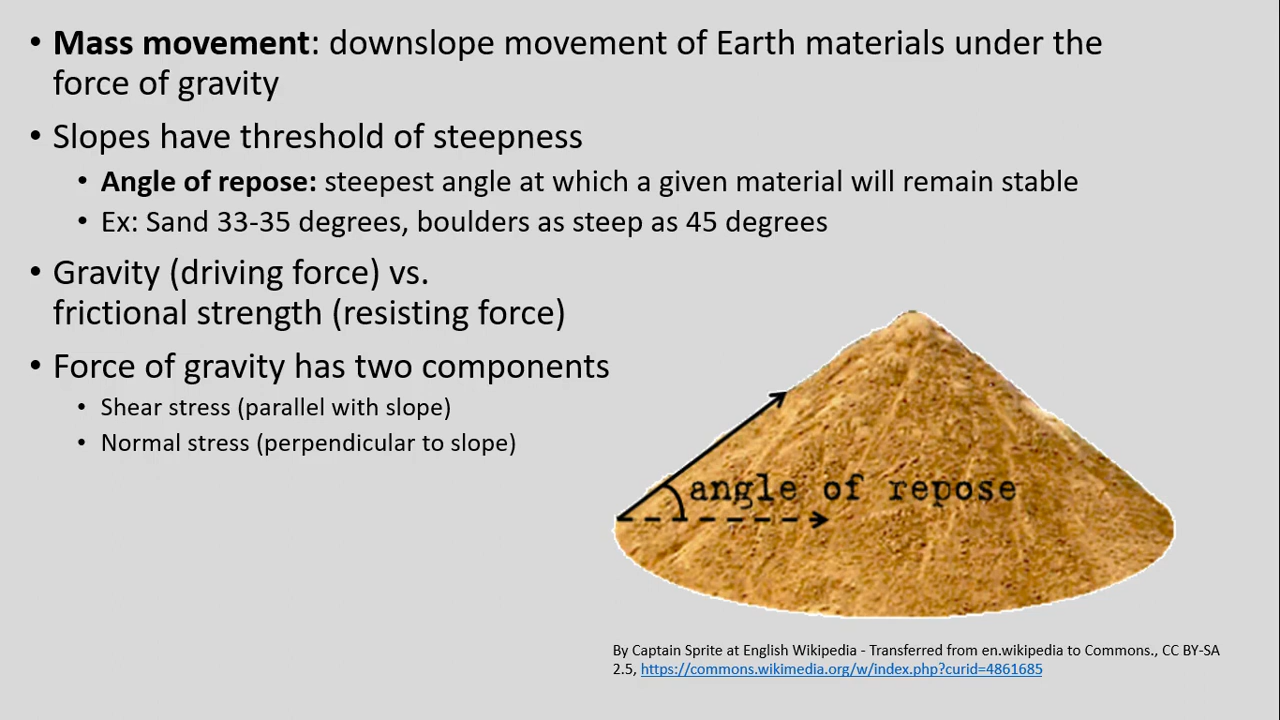 • Mass movement: downslope movement of Earth materials under the
force of gravity
• Slopes have threshold of steepness
• Angle of repose: steepest angle at which a given material will remain stable
• Ex: Sand 33-35 degrees, boulders as steep as 45 degrees
• Gravity (driving force) vs.
frictional strength (resisting force)
• Force of gravity has two components
• Shear stress (parallel with slope)
• Normal stress (perpendicular to slope)
angle of repose
By Captain Sprite at English Wikipedia - Transferred from en.wikipedia to Commons., CC BY-SA
2.5, https://commons.wikimedia.org/w/index.php?curid=4861685